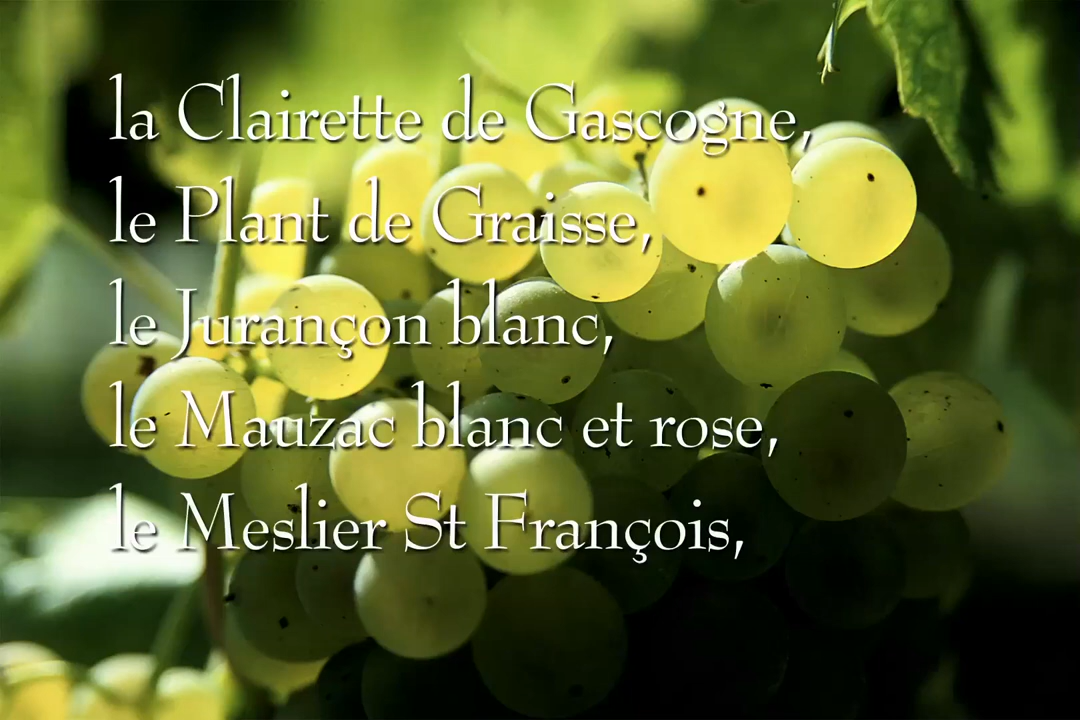 la Clairette de Gascogne,
le Plant de Graisse,
le Jurançon blanc,
le Mauzac blanc et rose,
le Meslier St François,